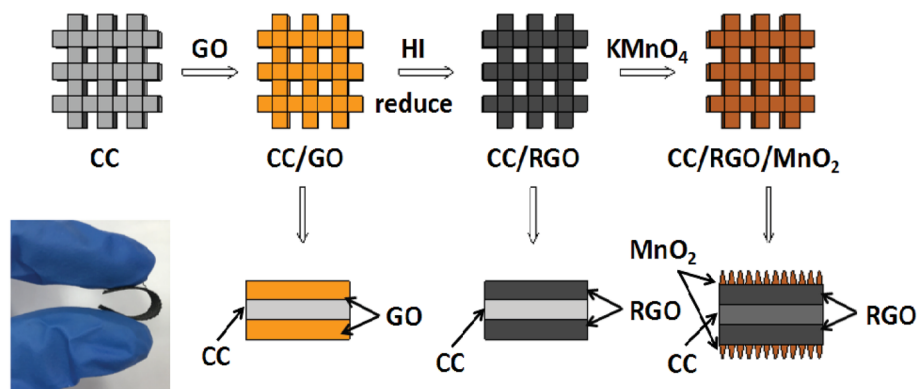 GO
HI
reduce
KMnO₄
CC
CC/GO
CC/RGO
CC/RGO/MnO₂
MnO₂
GO
CC
RGO
CC
RGO
CC